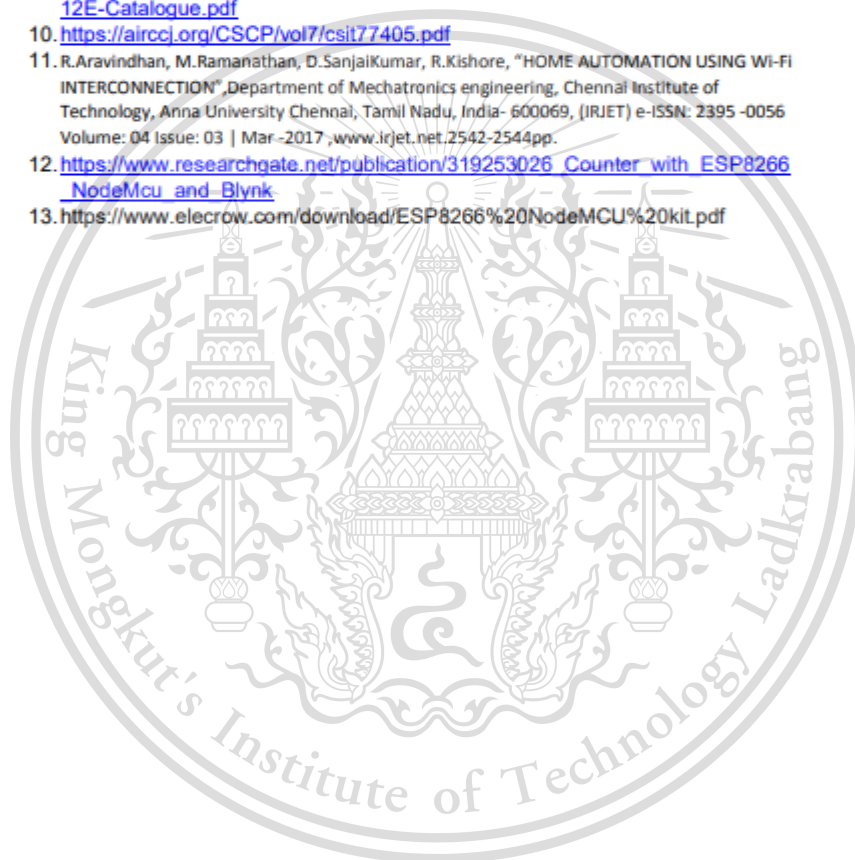 12E-Catalogue.pdf
10. https://airccj.org/CSCP/vol7/csit77405.pdf
11. R.Aravindhan, M.Ramanathan, D.SanjaiKumar, R.Kishore, “HOME AUTOMATION USING Wi-Fi
INTERCONNECTION”,Department of Mechatronics engineering, Chennai Institute of
Technology, Anna University Chennai, Tamil Nadu, India- 600069, (IRJET) e-ISSN: 2395 -0056
Volume: 04 Issue: 03 | Mar -2017 ,www.irjet.net.2542-2544pp.
12. https://www.researchgate.net/publication/319253026_Counter_with_ESP8266
_NodeMcu_and_Blynk
13. https://www.elecrow.com/download/ESP8266%20NodeMCU%20kit.pdf
King Mongkut's Institute of Technology Ladkrabang